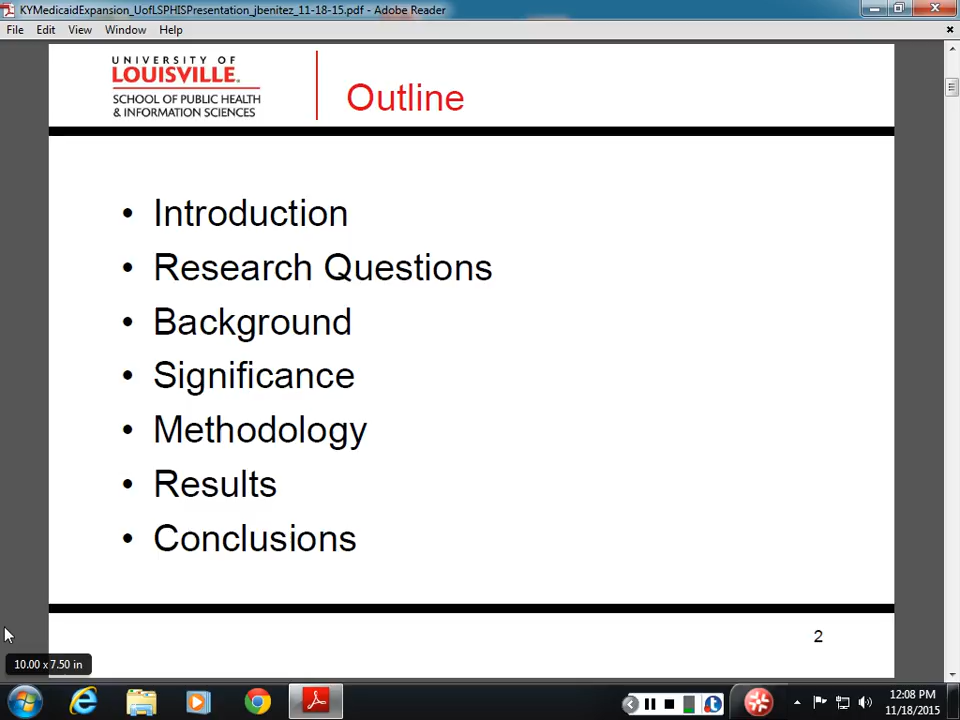 KYMedicaidExpansion_UofLSPHISPresentation_jbenitez_11-18-15.pdf - Adobe Reader
File Edit View Window Help
UNIVERSITY OF
LOUISVILLE.
SCHOOL OF PUBLIC HEALTH
& INFORMATION SCIENCES
Outline
• Introduction
• Research Questions
• Background
• Significance
• Methodology
• Results
• Conclusions
2
10.00 x 7.50 in
12:08 PM
11/18/2015